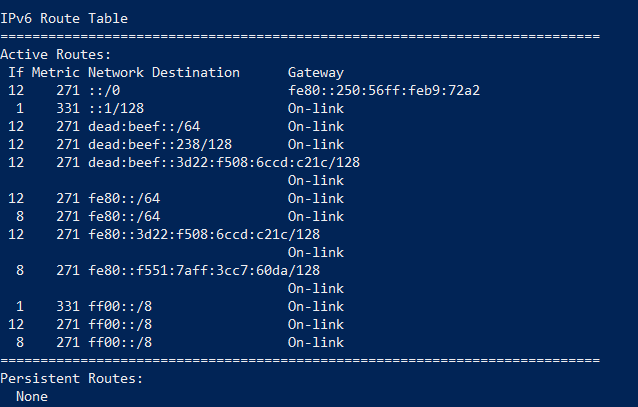 IPv6 Route Table
===========================================================================
Active Routes:
 If Metric Network Destination      Gateway
 12    271 ::/0                     fe80::250:56ff:feb9:72a2
  1    331 ::1/128                  On-link
 12    271 dead:beef::/64           On-link
 12    271 dead:beef::238/128       On-link
 12    271 dead:beef::3d22:f508:6ccd:c21c/128
                                    On-link
 12    271 fe80::/64                On-link
  8    271 fe80::/64                On-link
 12    271 fe80::3d22:f508:6ccd:c21c/128
                                    On-link
  8    271 fe80::f551:7aff:3cc7:60da/128
                                    On-link
  1    331 ff00::/8                 On-link
 12    271 ff00::/8                 On-link
  8    271 ff00::/8                 On-link
===========================================================================
Persistent Routes:
  None